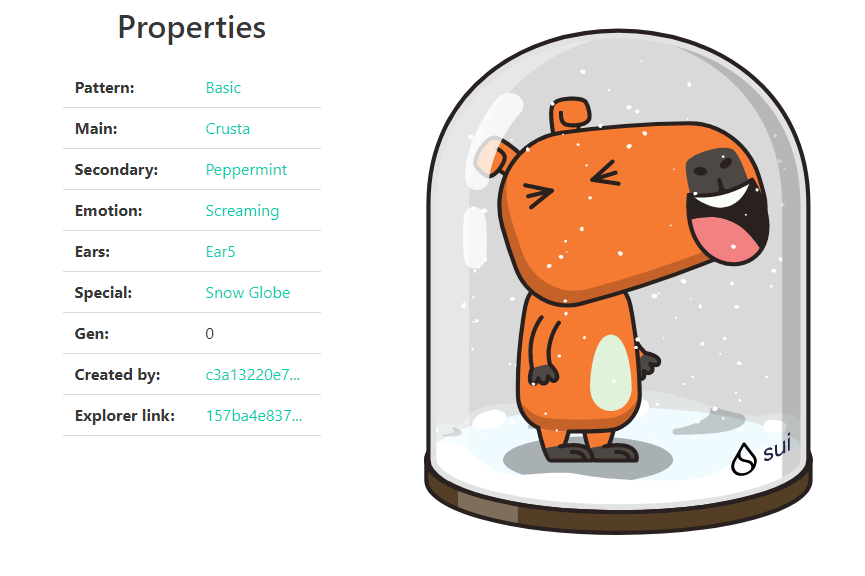 Properties
Pattern: Basic
Main: Crusta
Secondary: Peppermint
Emotion: Screaming
Ears: Ear5
Special: Snow Globe
Gen: 0
Created by: c3a13220e7...
Explorer link: 157ba4e837...
sui